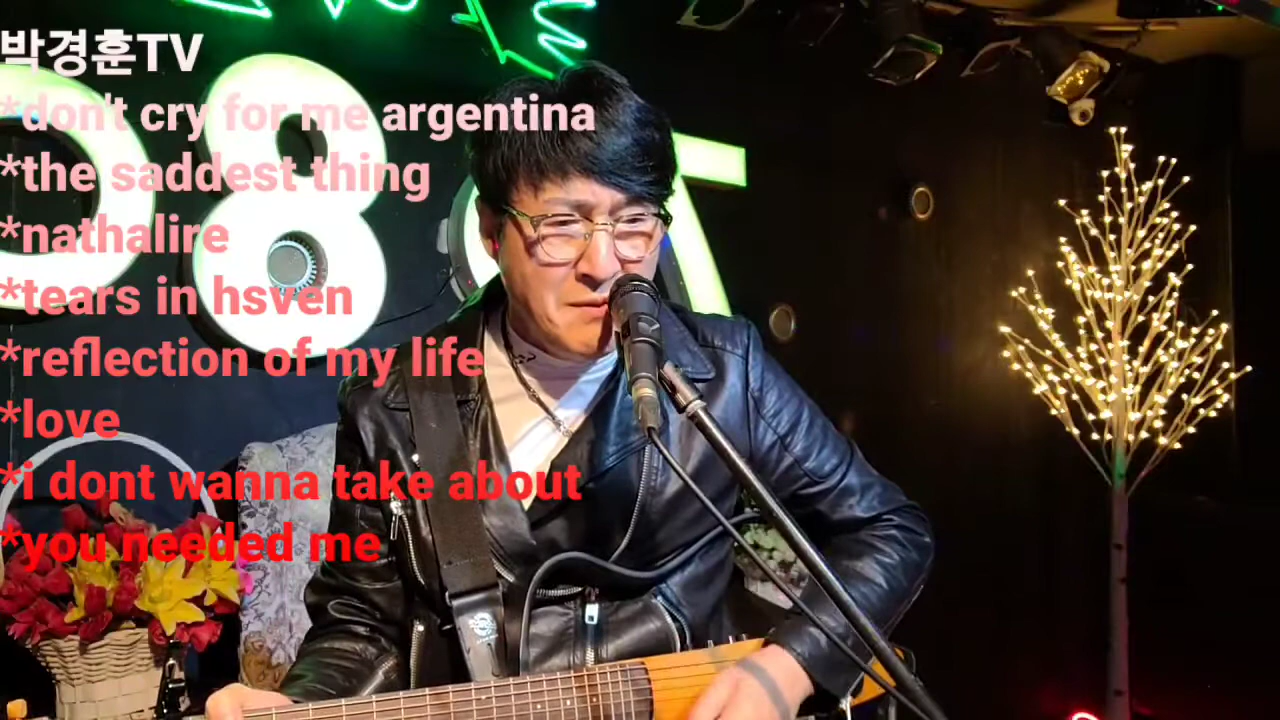 박경훈TV
*don't cry for me argentina
*the saddest thing
*nathalire
*tears in hsven
*reflection of my life
*love
*i dont wanna take about
*you needed me